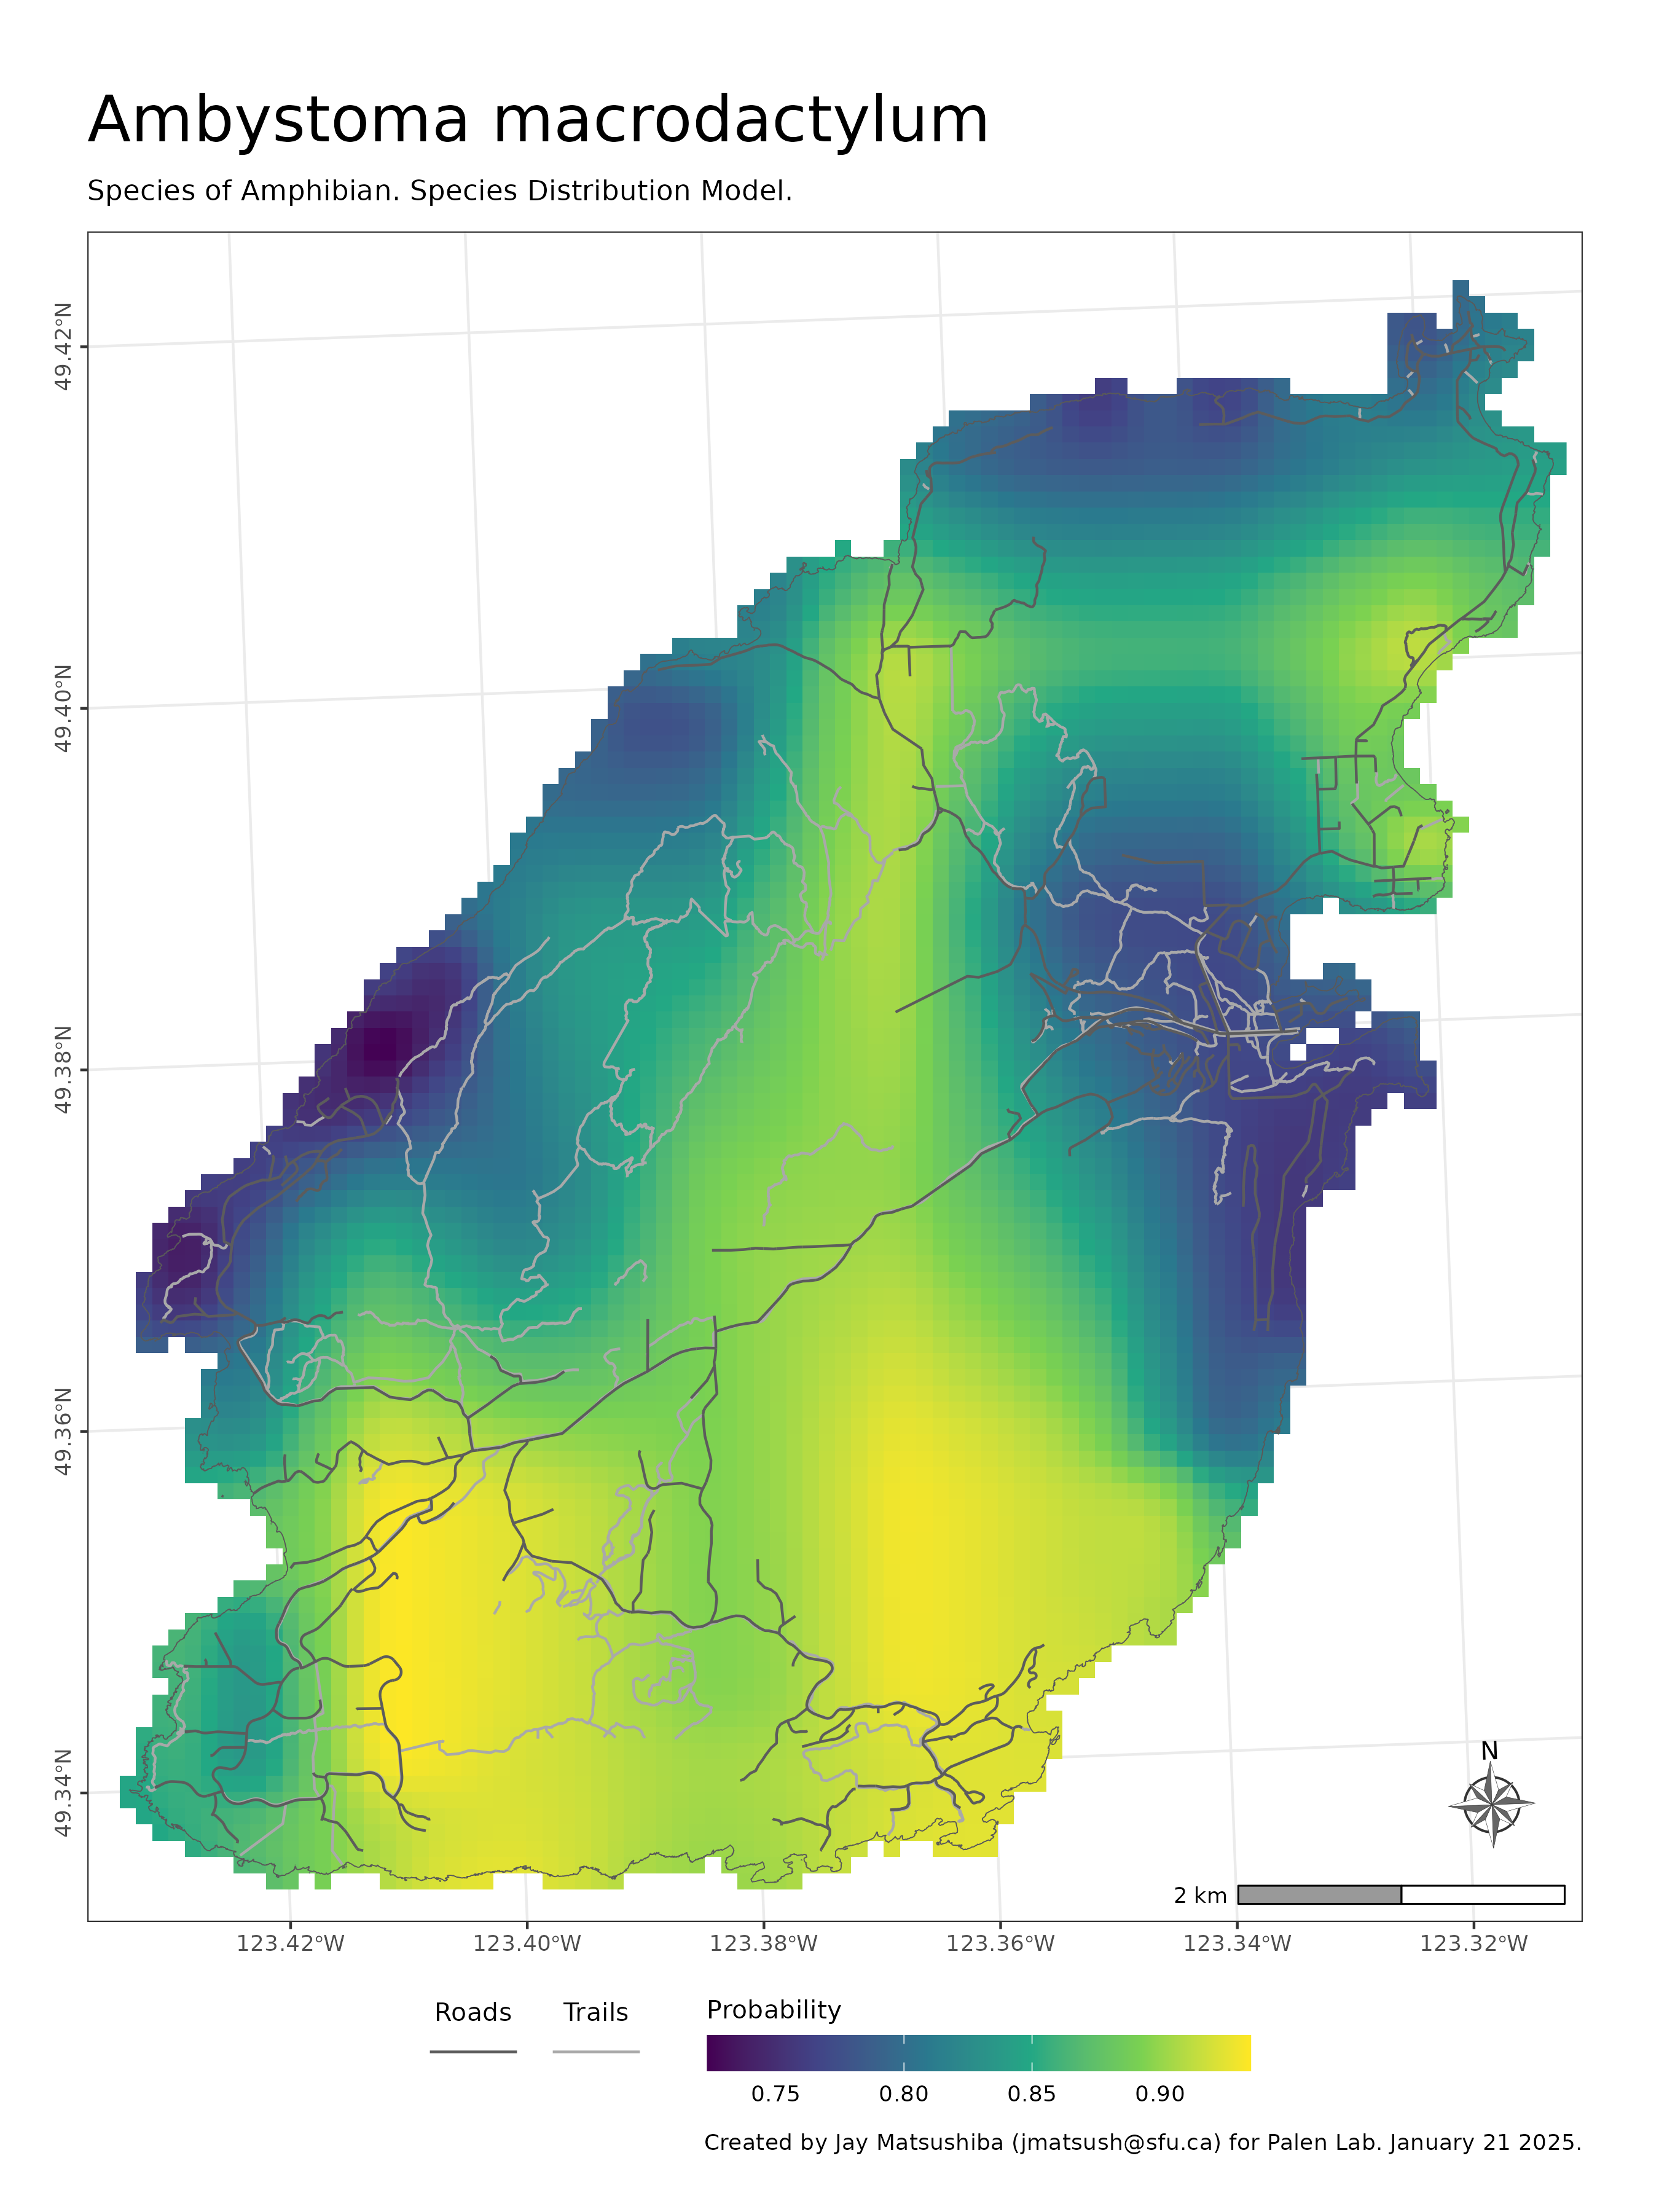 Ambystoma macrodactylum
Species of Amphibian. Species Distribution Model.
49.42°N
49.40°N
49.38°N
49.36°N
49.34°N
N
2 km
123.42°W 123.40°W 123.38°W 123.36°W 123.34°W 123.32°W
Roads Trails Probability
0.75 0.80 0.85 0.90
Created by Jay Matsushiba (jmatsush@sfu.ca) for Palen Lab. January 21 2025.